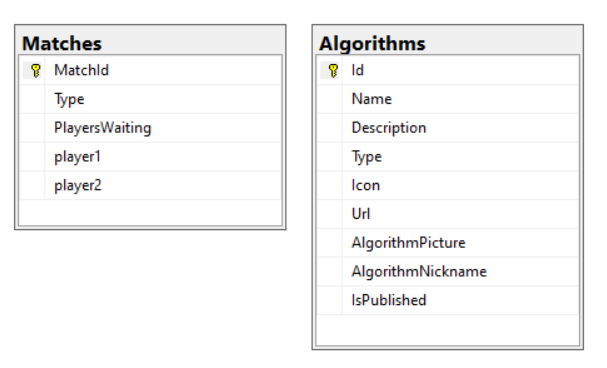 Matches
MatchId
Type
PlayersWaiting
player1
player2
Algorithms
Id
Name
Description
Type
Icon
Url
AlgorithmPicture
AlgorithmNickname
IsPublished